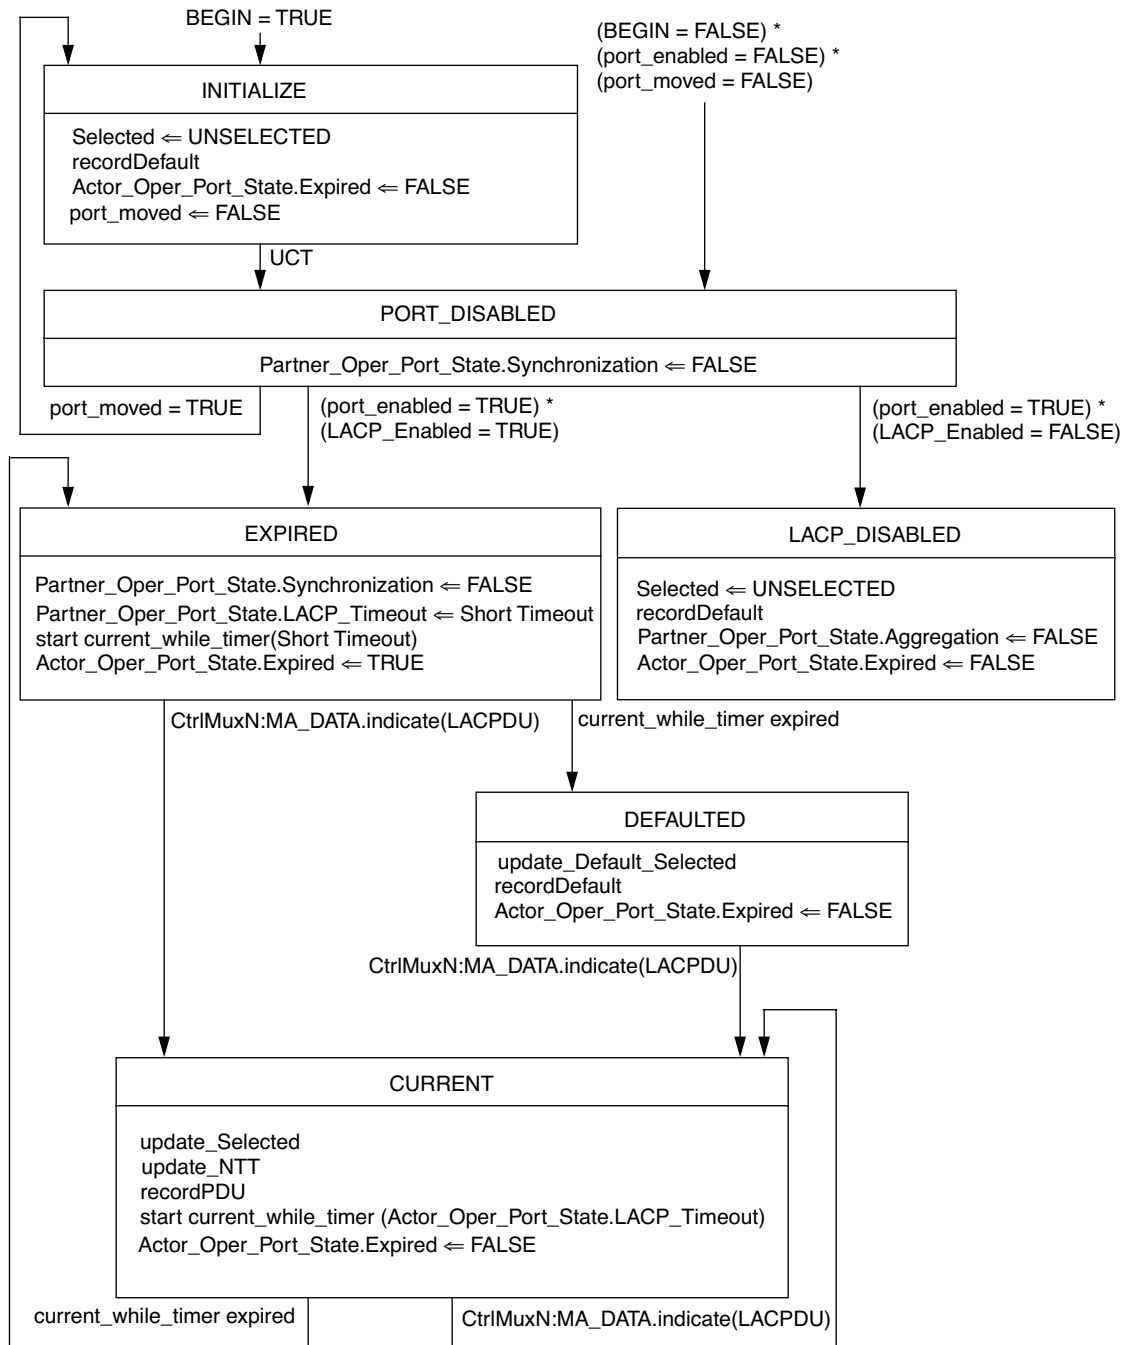 BEGIN = TRUE
(BEGIN = FALSE) *
(port_enabled = FALSE) *
(port_moved = FALSE)
INITIALIZE
Selected ⇐ UNSELECTED
recordDefault
Actor_Oper_Port_State.Expired ⇐ FALSE
port_moved ⇐ FALSE
UCT
PORT_DISABLED
Partner_Oper_Port_State.Synchronization ⇐ FALSE
port_moved = TRUE
(port_enabled = TRUE) *
(LACP_Enabled = TRUE)
(port_enabled = TRUE) *
(LACP_Enabled = FALSE)
EXPIRED
Partner_Oper_Port_State.Synchronization ⇐ FALSE
Partner_Oper_Port_State.LACP_Timeout ⇐ Short Timeout
start current_while_timer(Short Timeout)
Actor_Oper_Port_State.Expired ⇐ TRUE
LACP_DISABLED
Selected ⇐ UNSELECTED
recordDefault
Partner_Oper_Port_State.Aggregation ⇐ FALSE
Actor_Oper_Port_State.Expired ⇐ FALSE
CtrlMuxN:MA_DATA.indicate(LACPDU)
current_while_timer expired
DEFAULTED
update_Default_Selected
recordDefault
Actor_Oper_Port_State.Expired ⇐ FALSE
CtrlMuxN:MA_DATA.indicate(LACPDU)
CURRENT
update_Selected
update_NTT
recordPDU
start current_while_timer (Actor_Oper_Port_State.LACP_Timeout)
Actor_Oper_Port_State.Expired ⇐ FALSE
current_while_timer expired
CtrlMuxN:MA_DATA.indicate(LACPDU)